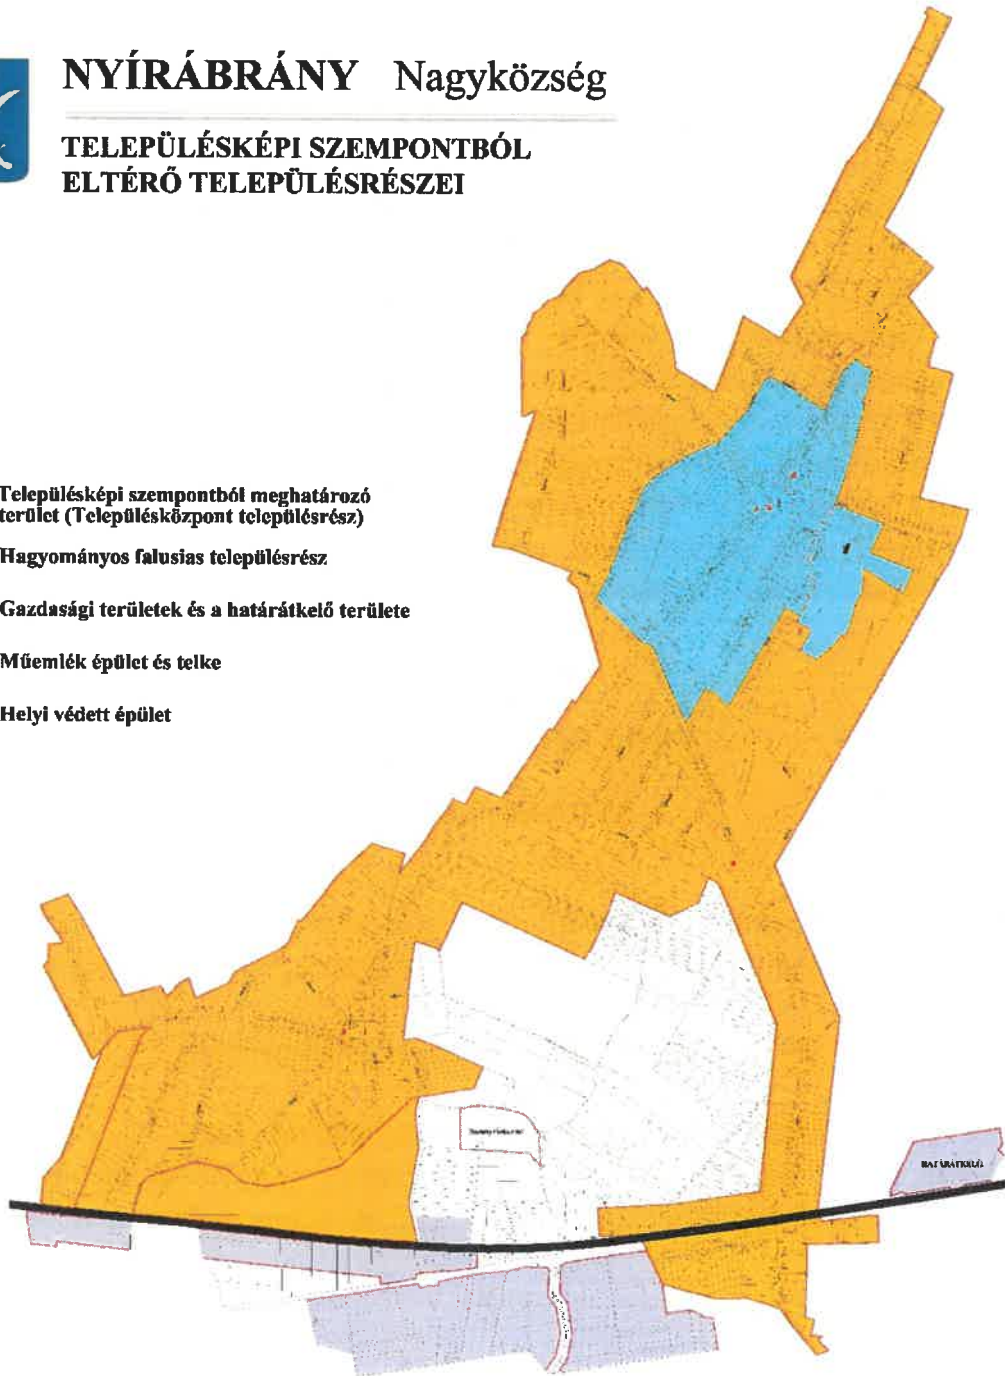 NYÍRÁBRÁNY Nagyközség
TELEPÜLÉSKÉPI SZEMPONTBÓL
ELTÉRŐ TELEPÜLÉSRÉSZEI
Településképi szempontból meghatározó
terület (Településközpont településrész)
Hagyományos falusias településrész
Gazdasági területek és a határátkelő területe
Műemlék épület és telke
Helyi védett épület
HATÁRÁTKELŐ